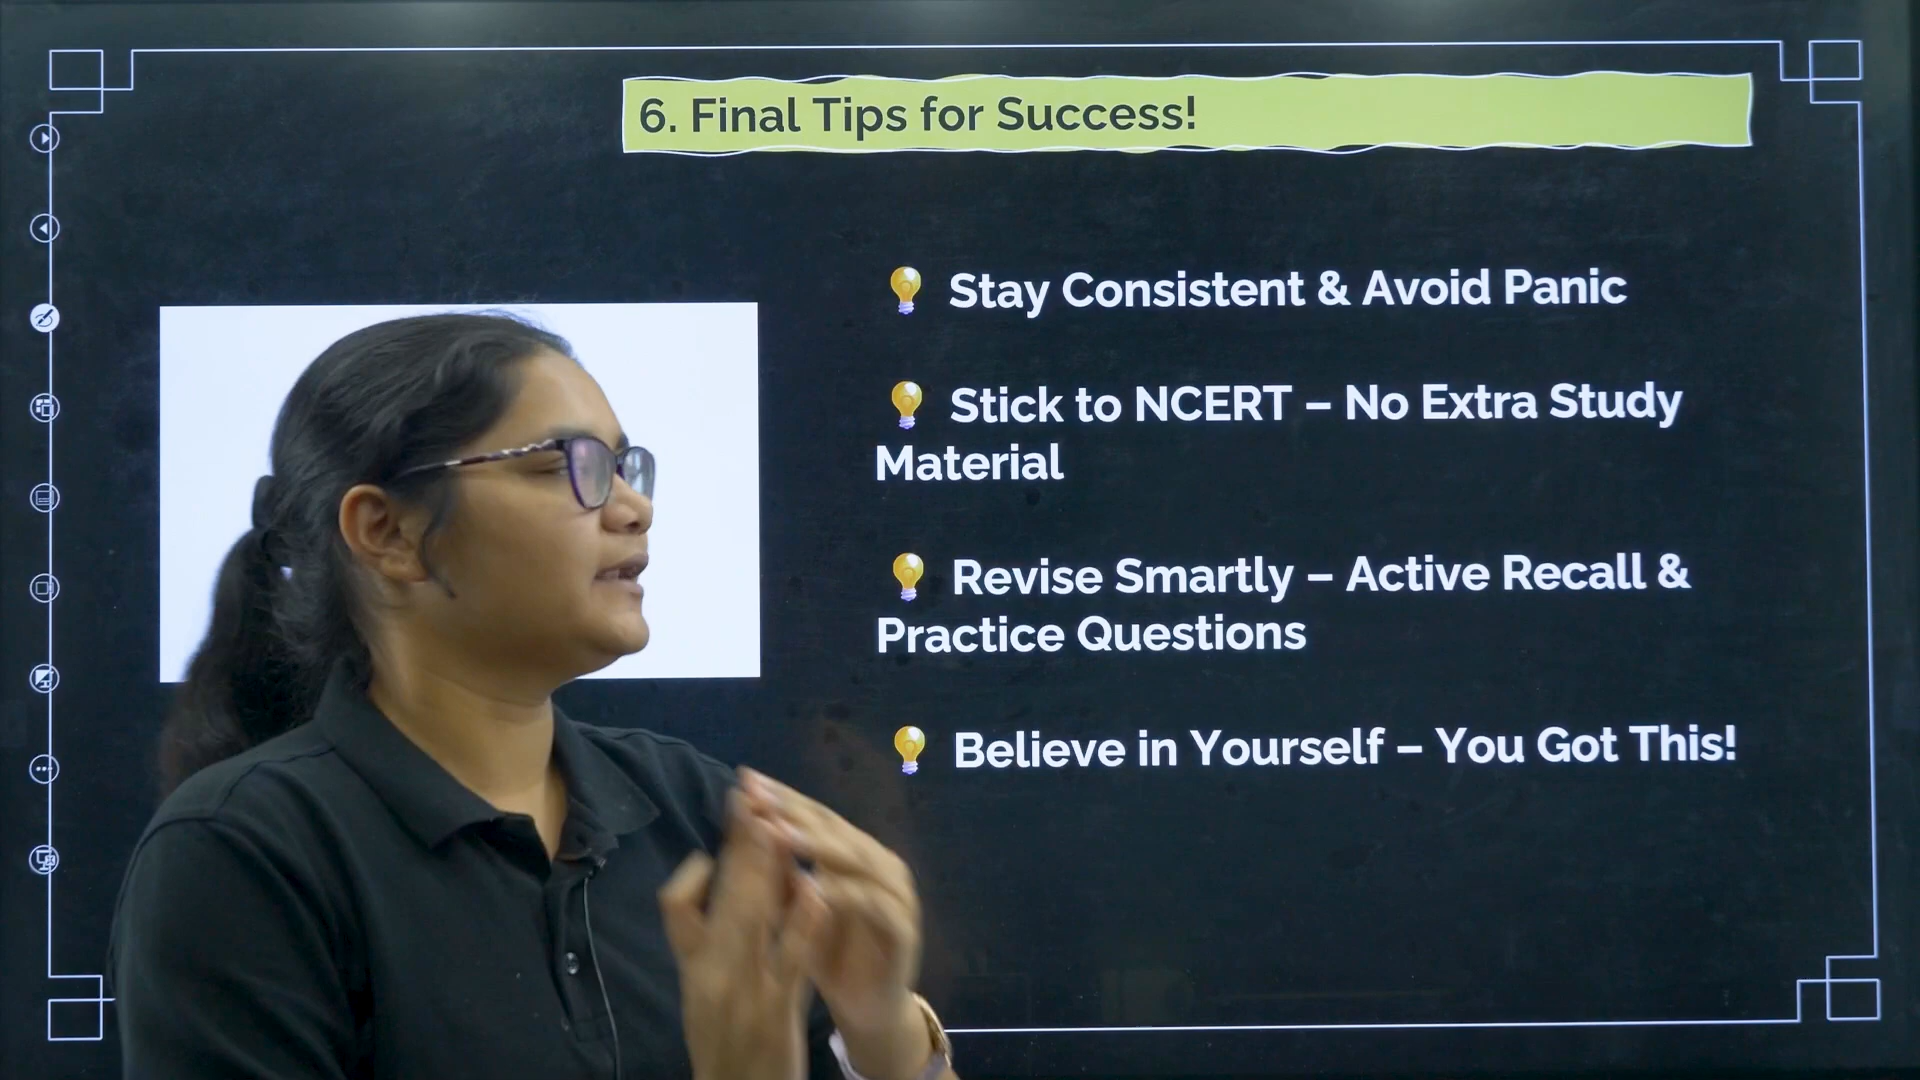 6. Final Tips for Success!
💡 Stay Consistent & Avoid Panic
💡 Stick to NCERT – No Extra Study
Material
💡 Revise Smartly – Active Recall &
Practice Questions
💡 Believe in Yourself – You Got This!